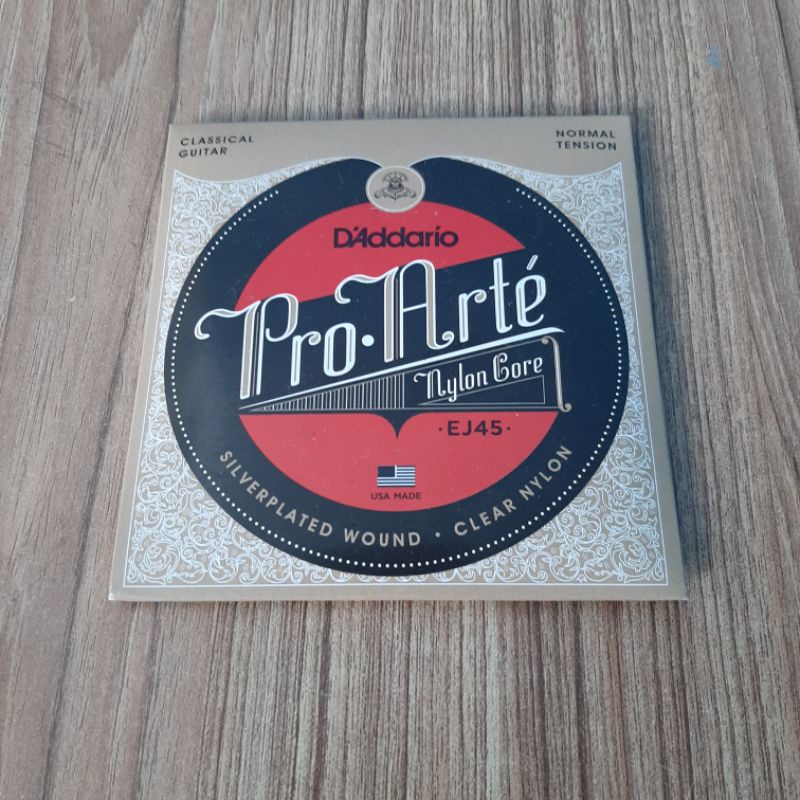 CLASSICAL
GUITAR
NORMAL
TENSION
D'Addario
Pro·Arté
Nylon Core
·EJ45·
USA MADE
SILVERPLATED WOUND · CLEAR NYLON